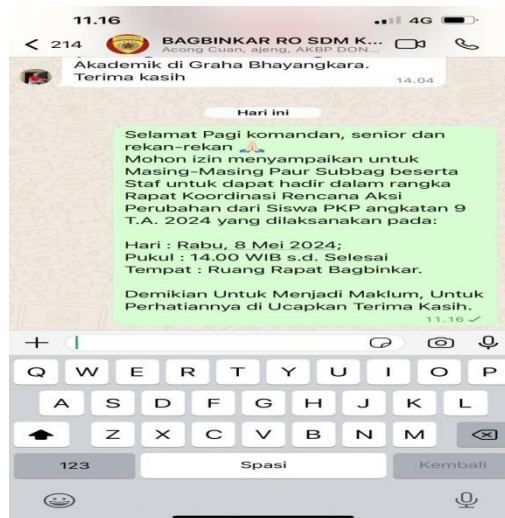 11.16
4G
214
BAGBINKAR RO SDM K...
Acong Cuan, ajeng, AKBP DON...
Akademik di Graha Bhayangkara.
Terima kasih
14.04
Hari ini
Selamat Pagi komandan, senior dan
rekan-rekan 🙏
Mohon izin menyampaikan untuk
Masing-Masing Paur Subbag beserta
Staf untuk dapat hadir dalam rangka
Rapat Koordinasi Rencana Aksi
Perubahan dari Siswa PKP angkatan 9
T.A. 2024 yang dilaksanakan pada:
Hari : Rabu, 8 Mei 2024;
Pukul : 14.00 WIB s.d. Selesai
Tempat : Ruang Rapat Bagbinkar.
Demikian Untuk Menjadi Maklum, Untuk
Perhatiannya di Ucapkan Terima Kasih.
11.16
Q W E R T Y U I O P
A S D F G H J K L
Z X C V B N M
123 Spasi Kembali